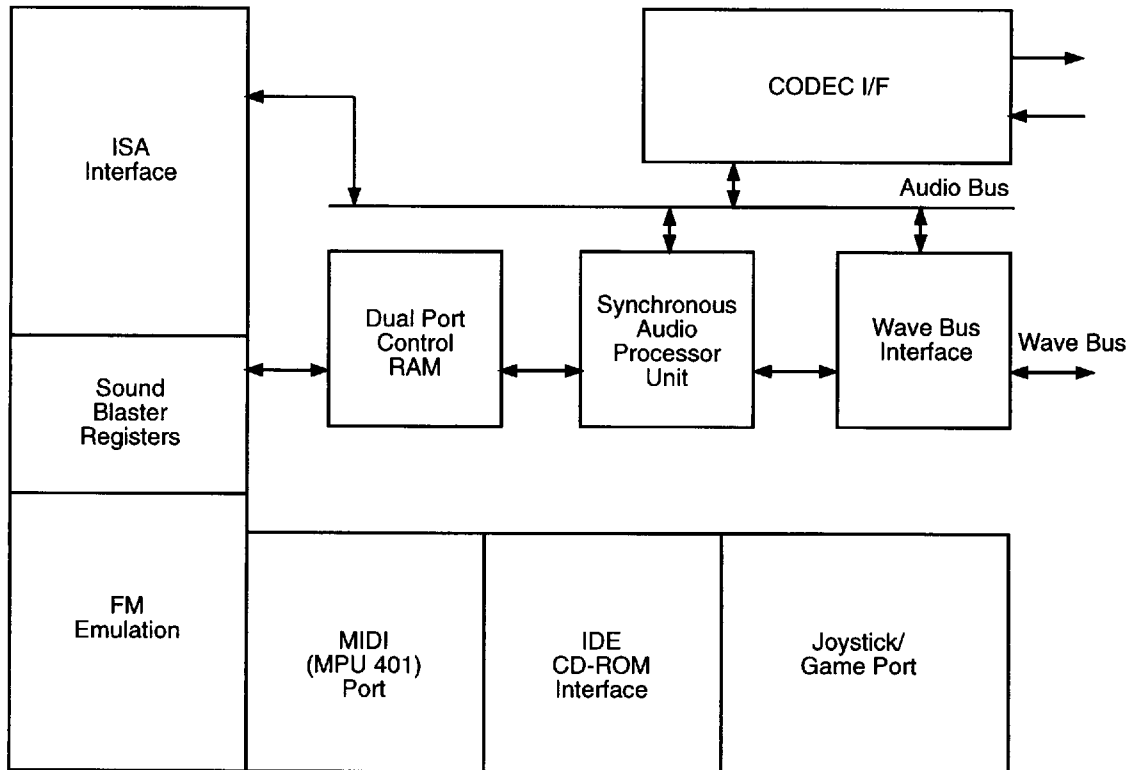 CODEC I/F
ISA
Interface
Audio Bus
Dual Port
Control
RAM
Synchronous
Audio
Processor
Unit
Wave Bus
Interface
Wave Bus
Sound
Blaster
Registers
FM
Emulation
MIDI
(MPU 401)
Port
IDE
CD-ROM
Interface
Joystick/
Game Port